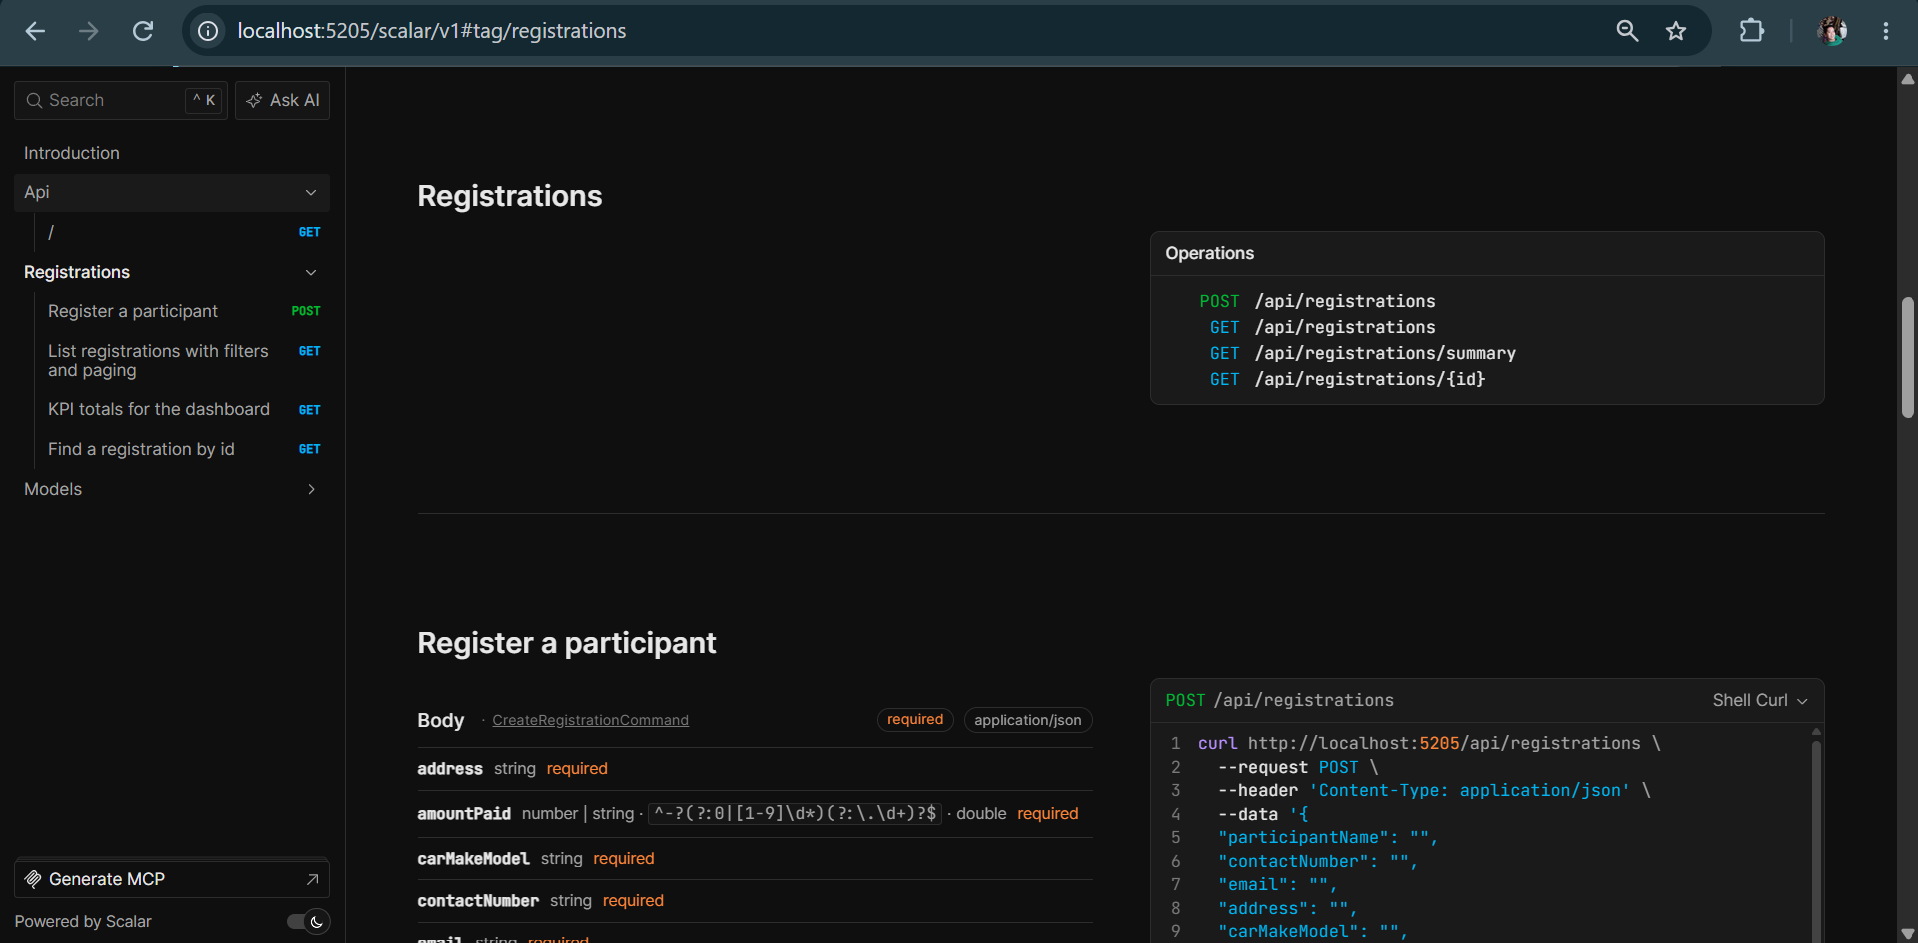 localhost:5205/scalar/v1#tag/registrations
Search
^ K
Ask AI
Introduction
Api
/ GET
Registrations
Register a participant POST
List registrations with filters GET
and paging
KPI totals for the dashboard GET
Find a registration by id GET
Models
Generate MCP
Powered by Scalar
Registrations
Operations
POST /api/registrations
GET /api/registrations
GET /api/registrations/summary
GET /api/registrations/{id}
Register a participant
Body · CreateRegistrationCommand required application/json
address string required
amountPaid number | string · ^-?(?:0|[1-9]\d*)(?:\.\d+)?$ · double required
carMakeModel string required
contactNumber string required
email string required
POST /api/registrations Shell Curl
1 curl http://localhost:5205/api/registrations \
2 --request POST \
3 --header 'Content-Type: application/json' \
4 --data '{
5 "participantName": "",
6 "contactNumber": "",
7 "email": "",
8 "address": "",
9 "carMakeModel": "",